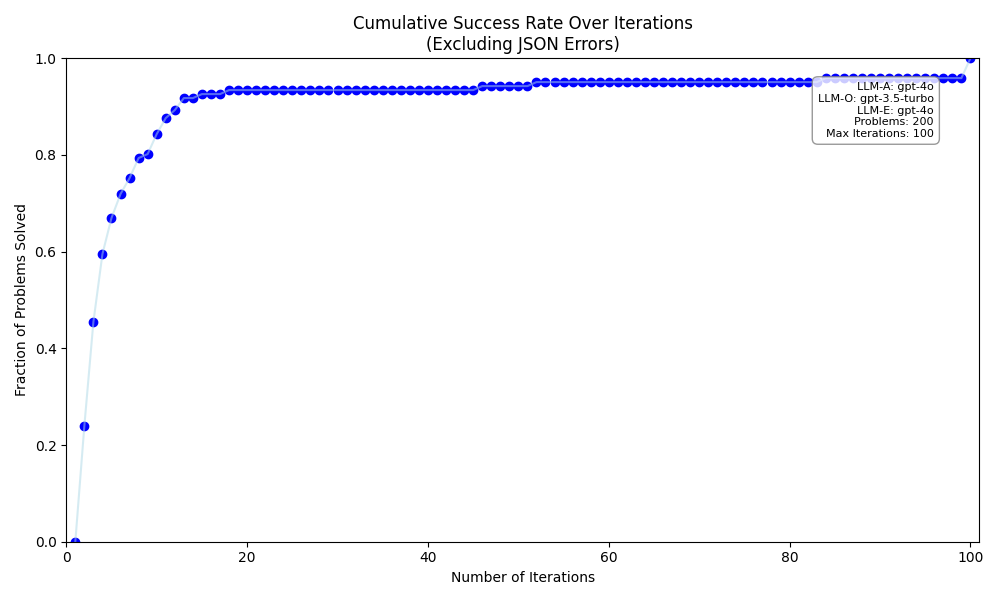 Cumulative Success Rate Over Iterations
(Excluding JSON Errors)
1.0
0.8
0.6
0.4
0.2
0.0
Fraction of Problems Solved
LLM-A: gpt-4o
LLM-O: gpt-3.5-turbo
LLM-E: gpt-4o
Problems: 200
Max Iterations: 100
0 20 40 60 80 100
Number of Iterations